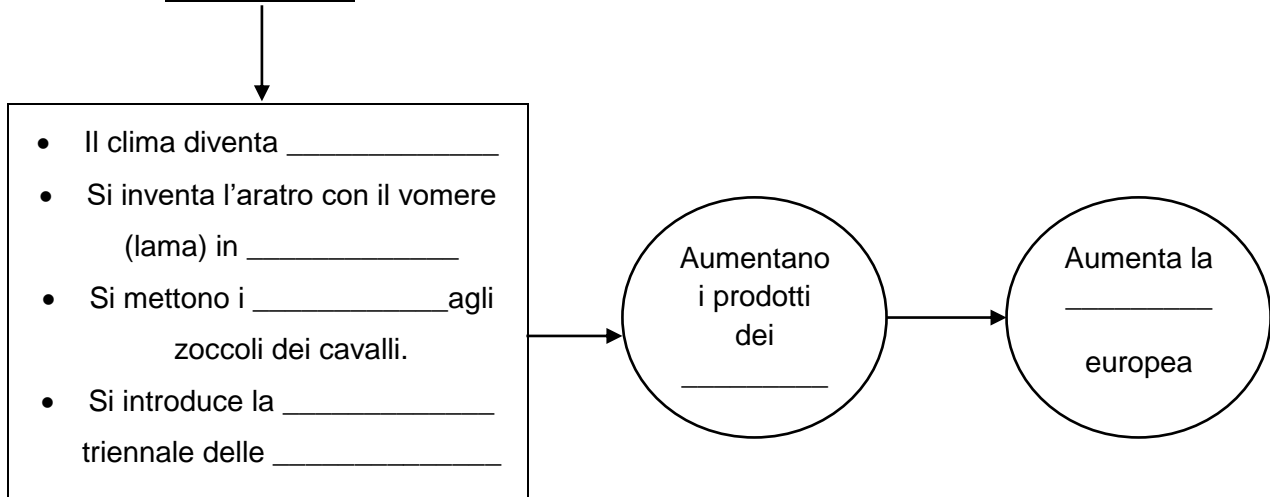 • Il clima diventa _____________
• Si inventa l’aratro con il vomere
(lama) in _____________
• Si mettono i ____________agli
zoccoli dei cavalli.
• Si introduce la _____________
triennale delle ______________
Aumentano
i prodotti
dei
_________
Aumenta la
_________
europea